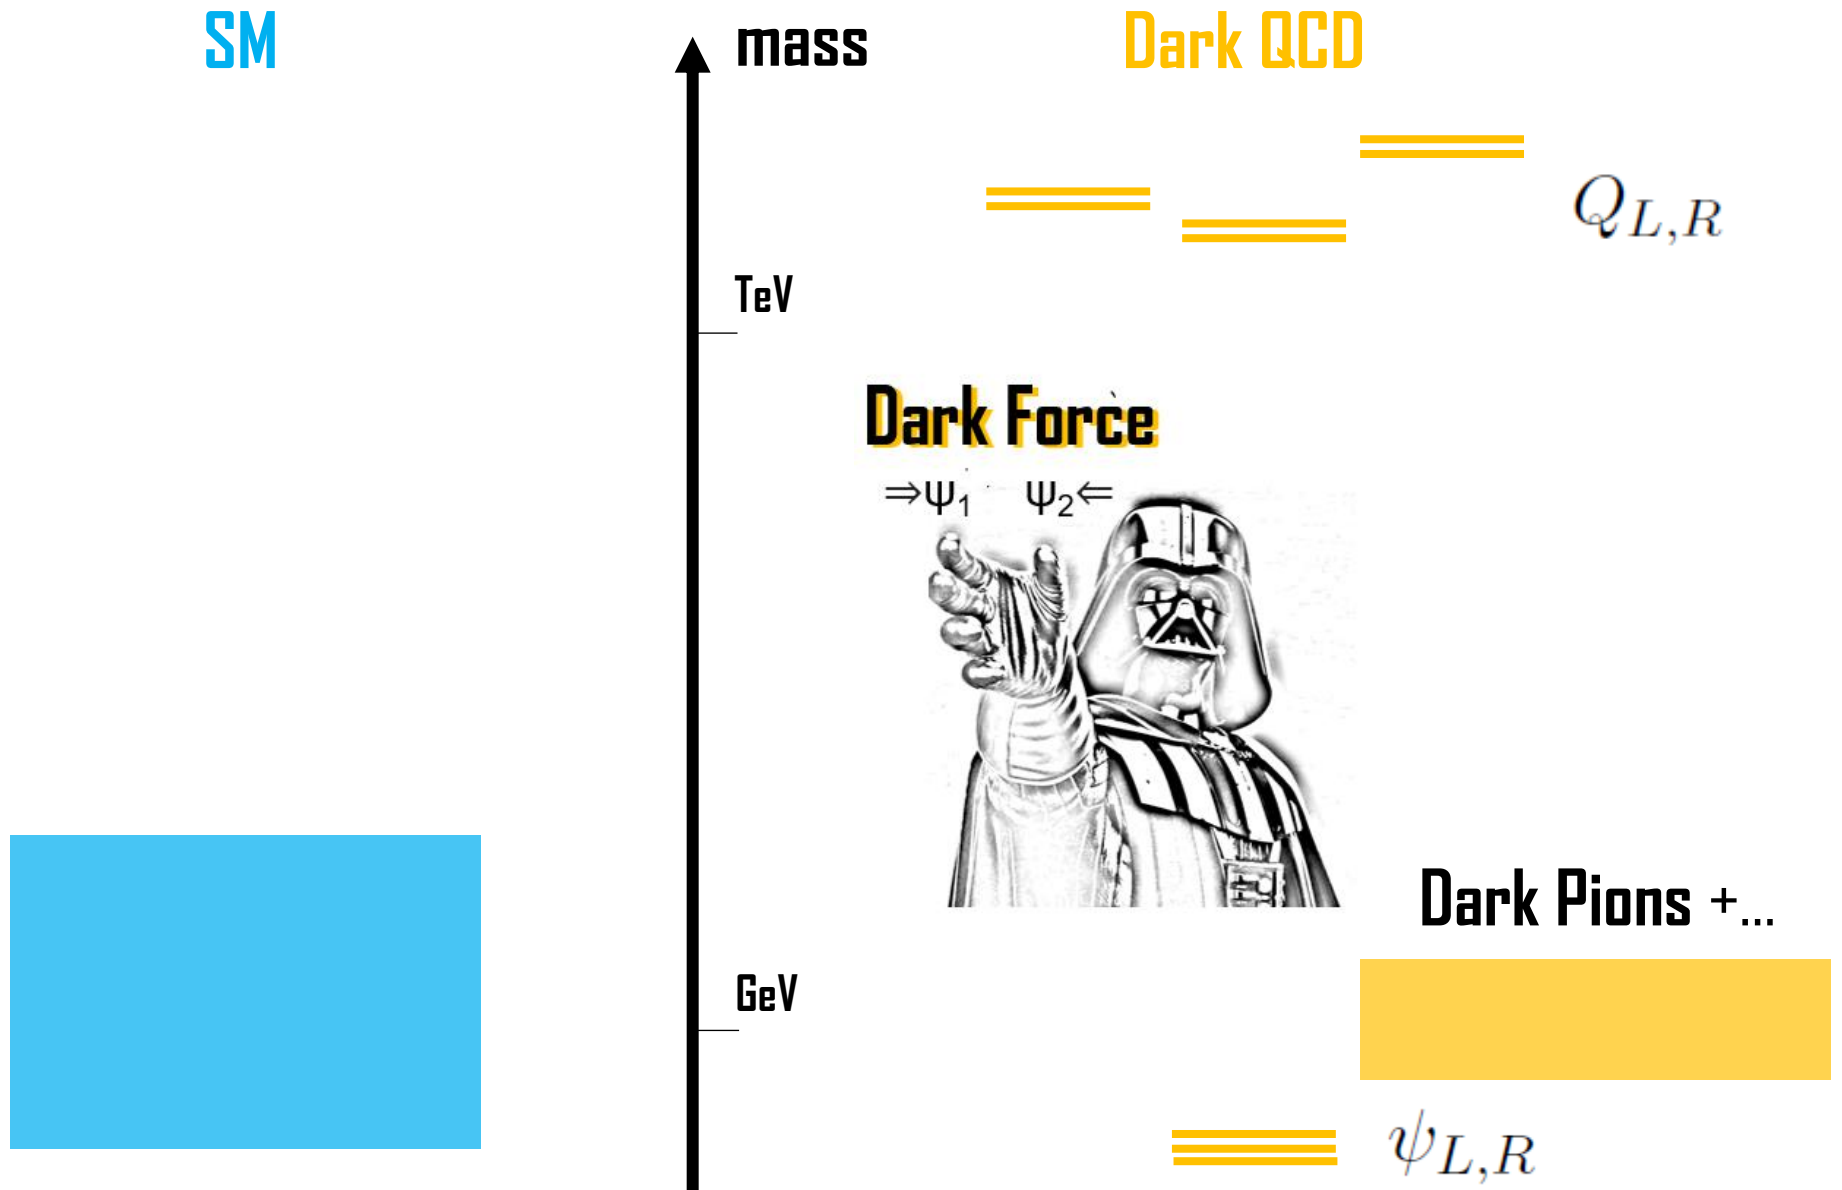 SM
mass
Dark QCD
Q_{L,R}
TeV
Dark Force
⇒ψ₁ ψ₂⇐
Dark Pions +...
GeV
ψ_{L,R}